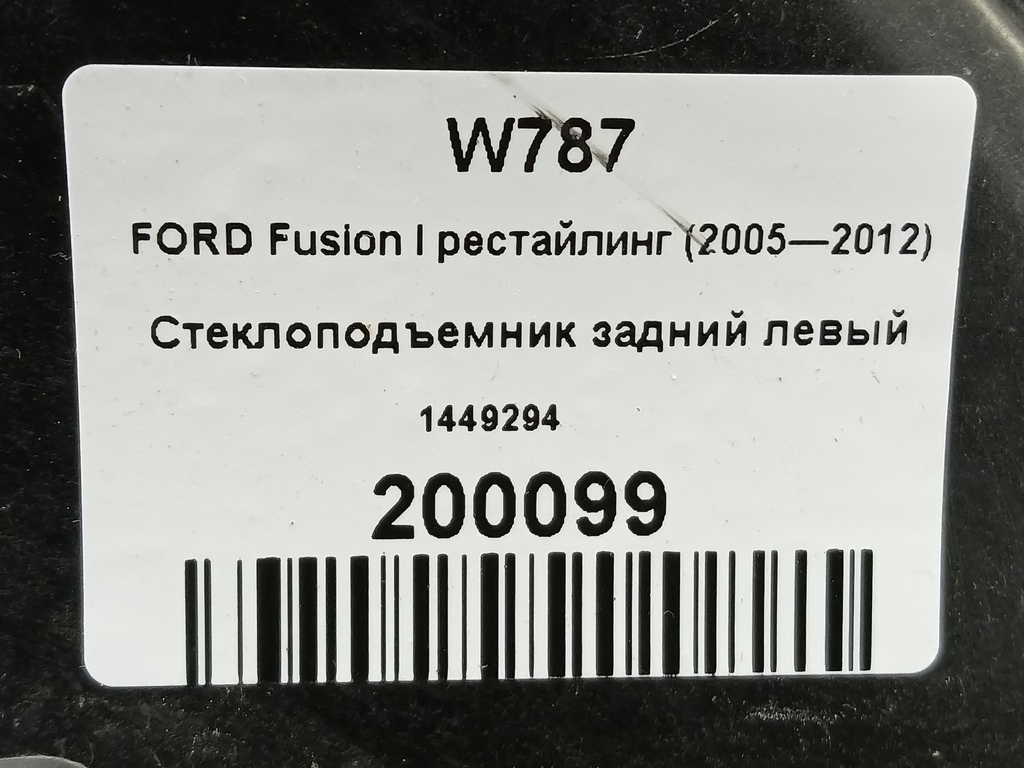 W787
FORD Fusion I рестайлинг (2005—2012)
Стеклоподъемник задний левый
1449294
200099